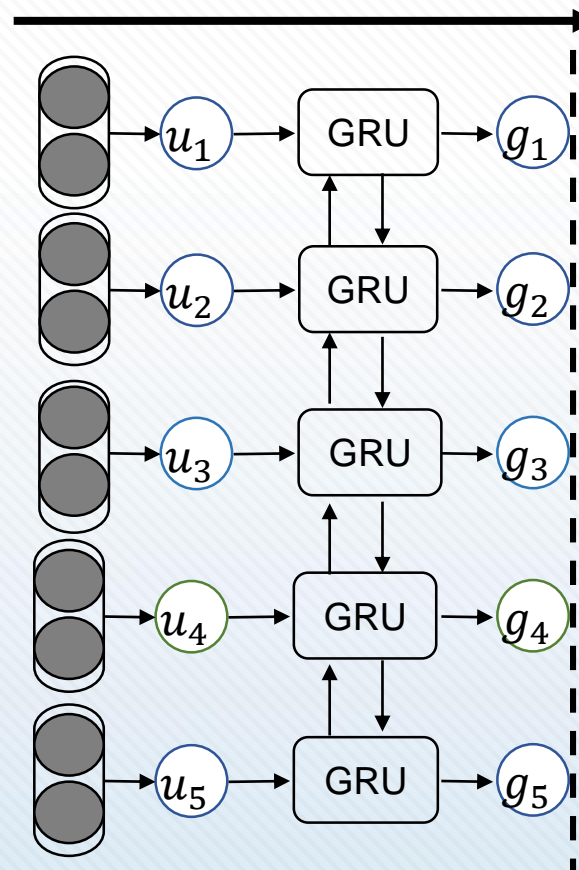 u₁ GRU g₁
u₂ GRU g₂
u₃ GRU g₃
u₄ GRU g₄
u₅ GRU g₅